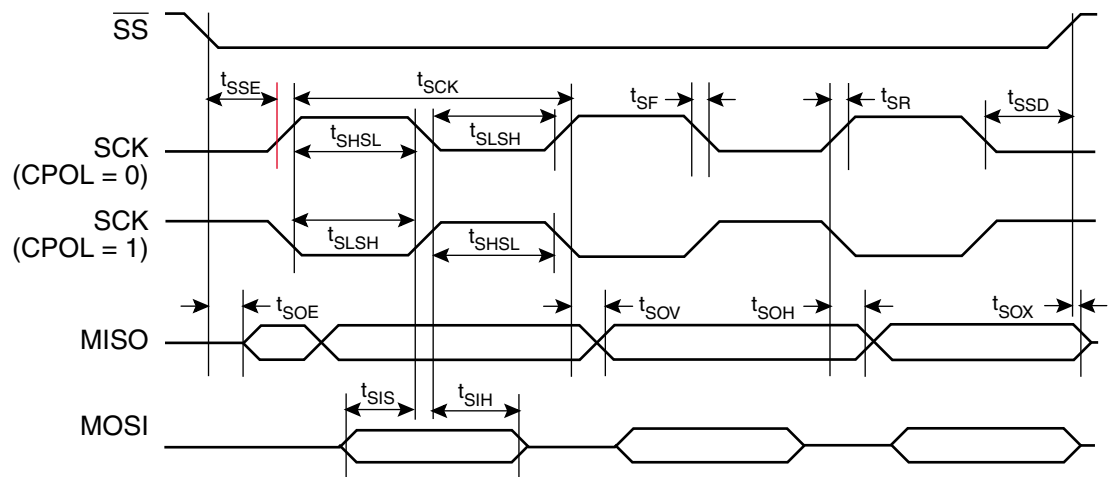 SS
tSSE
tSCK
tSF
tSR
tSSD
SCK
(CPOL = 0)
tSHSL
tSLSH
SCK
(CPOL = 1)
tSLSH
tSHSL
tSOE
tSOV
tSOH
tSOX
MISO
tSIS
tSIH
MOSI